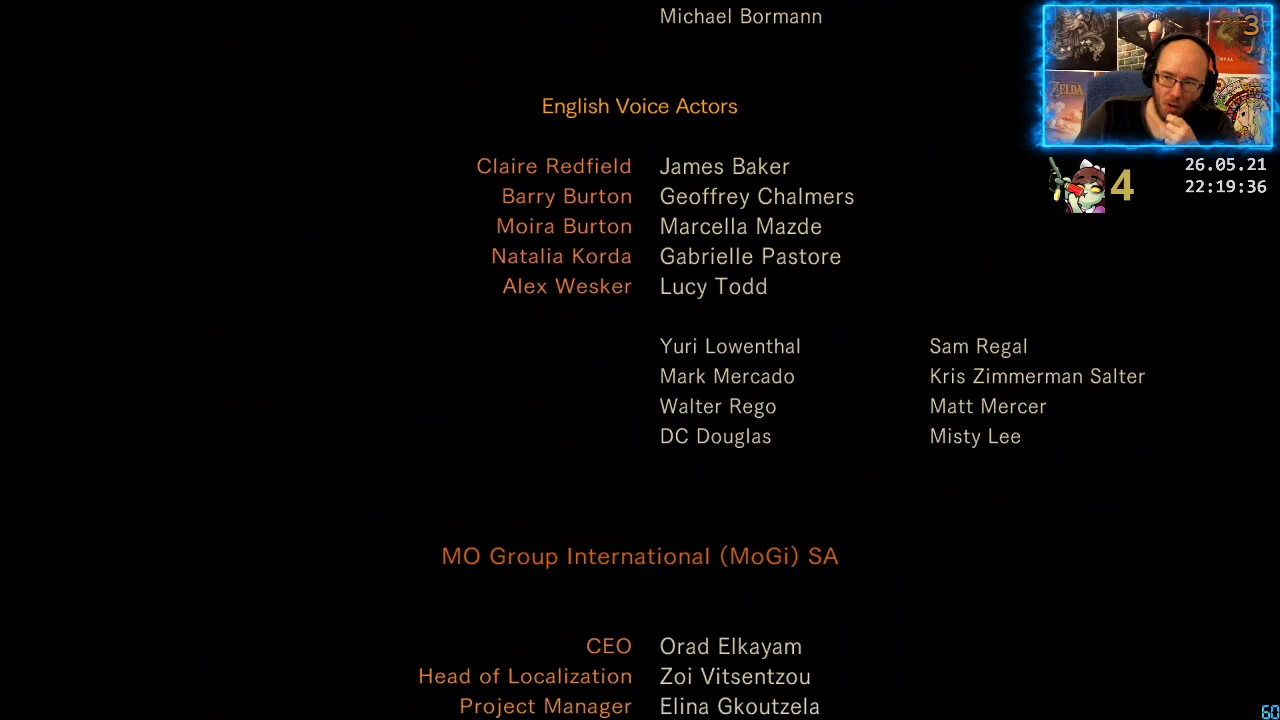 Michael Bormann
3
ZELDA
English Voice Actors
Claire Redfield James Baker
26.05.21
Barry Burton Geoffrey Chalmers
4
22:19:36
Moira Burton Marcella Mazde
Natalia Korda Gabrielle Pastore
Alex Wesker Lucy Todd
Yuri Lowenthal Sam Regal
Mark Mercado Kris Zimmerman Salter
Walter Rego Matt Mercer
DC Douglas Misty Lee
MO Group International (MoGi) SA
CEO Orad Elkayam
Head of Localization Zoi Vitsentzou
Project Manager Elina Gkoutzela
60